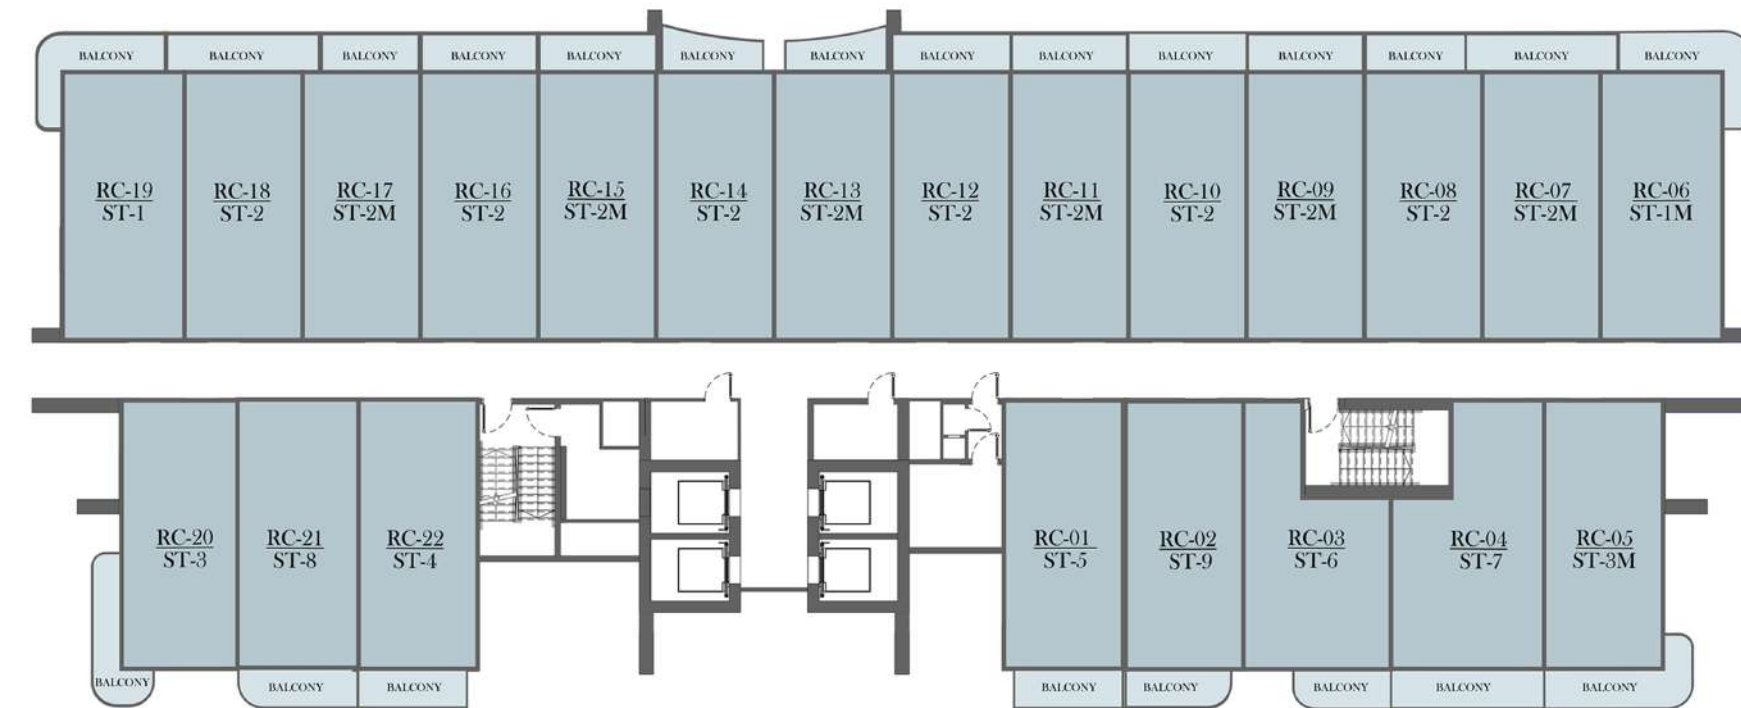 BALCONY BALCONY BALCONY BALCONY BALCONY BALCONY BALCONY BALCONY BALCONY BALCONY BALCONY BALCONY BALCONY BALCONY
RC-19 RC-18 RC-17 RC-16 RC-15 RC-14 RC-13 RC-12 RC-11 RC-10 RC-09 RC-08 RC-07 RC-06
ST-1 ST-2 ST-2M ST-2 ST-2M ST-2 ST-2M ST-2 ST-2M ST-2 ST-2M ST-2 ST-2M ST-1M
RC-20 RC-21 RC-22 RC-01 RC-02 RC-03 RC-04 RC-05
ST-3 ST-8 ST-4 ST-5 ST-9 ST-6 ST-7 ST-3M
BALCONY BALCONY BALCONY BALCONY BALCONY BALCONY BALCONY BALCONY